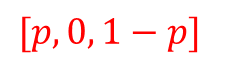 [p, 0, 1 − p]